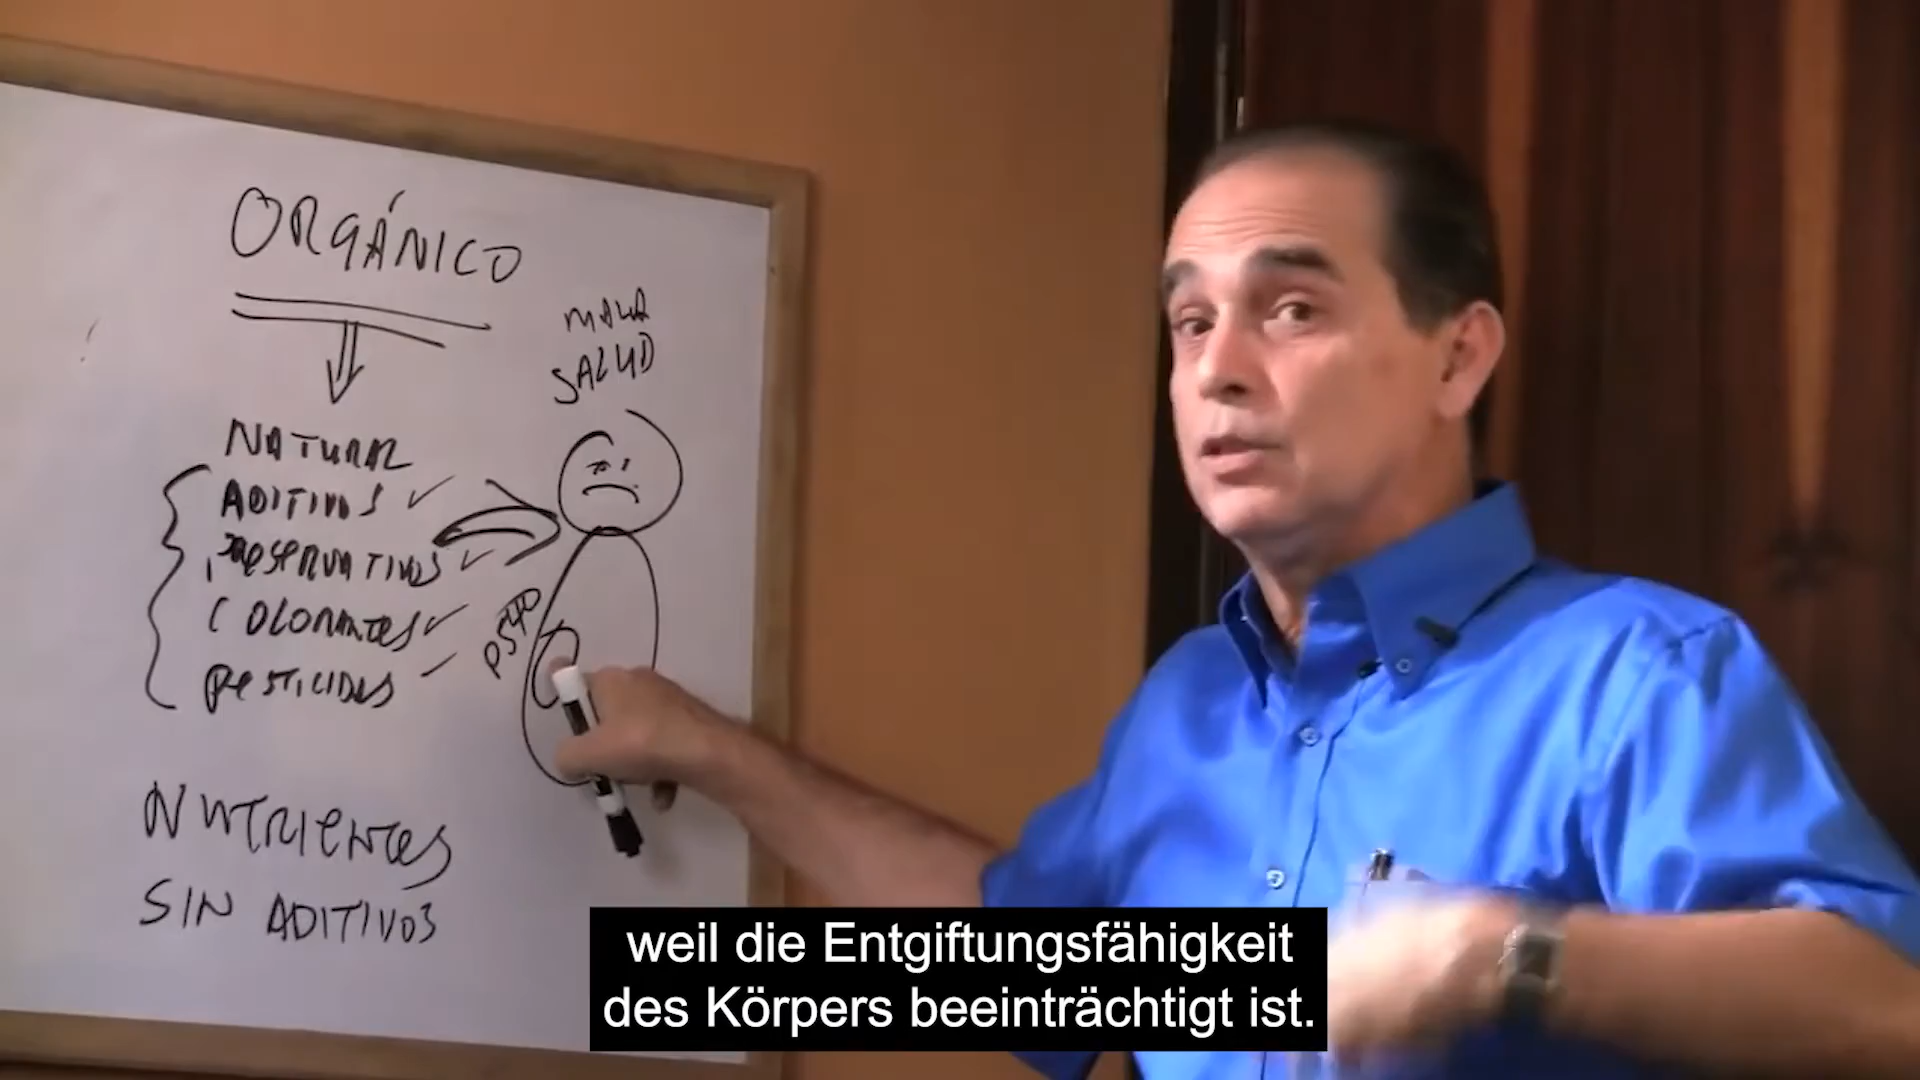 ORGÁNICO
MALA
SALUD
NATURAL
ADITIVOS ✓
PRESERVATIVOS ✓
COLORANTES ✓
PESTICIDAS
NUTRIENTES
SIN ADITIVOS
weil die Entgiftungsfähigkeit
des Körpers beeinträchtigt ist.